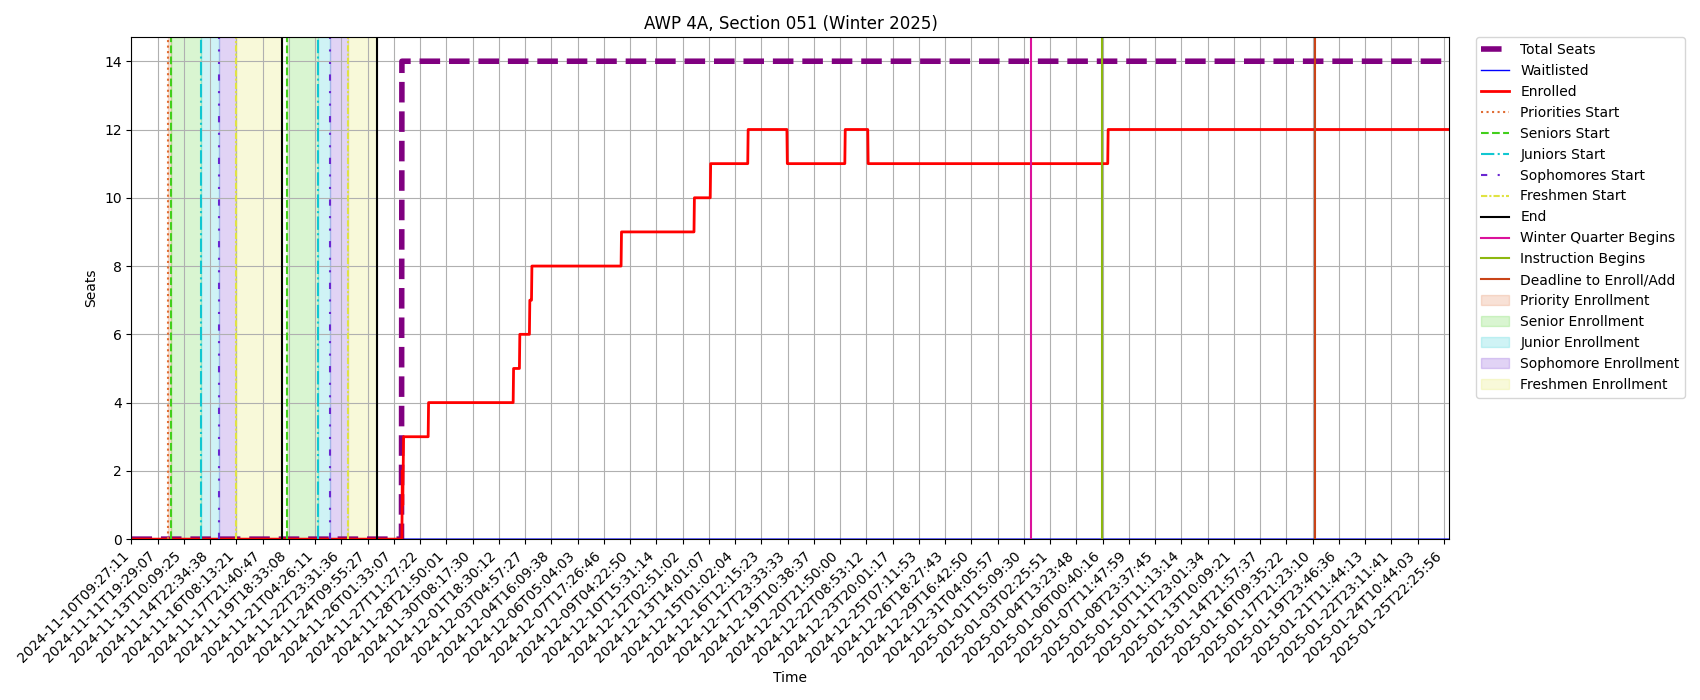 AWP 4A, Section 051 (Winter 2025)
Seats
14
12
10
8
6
4
2
0
2024-11-10T09:27:11
2024-11-11T19:29:07
2024-11-13T10:09:25
2024-11-14T22:34:38
2024-11-16T08:13:21
2024-11-17T21:40:47
2024-11-19T18:33:08
2024-11-21T04:26:11
2024-11-22T23:31:36
2024-11-24T09:55:27
2024-11-26T01:33:07
2024-11-27T11:27:22
2024-11-28T21:50:01
2024-11-30T08:17:30
2024-12-01T18:30:12
2024-12-03T04:57:27
2024-12-04T16:09:38
2024-12-06T05:04:03
2024-12-07T17:26:46
2024-12-09T04:22:50
2024-12-10T15:31:14
2024-12-12T02:51:02
2024-12-13T14:01:07
2024-12-15T01:02:04
2024-12-16T12:15:23
2024-12-17T23:33:33
2024-12-19T10:38:37
2024-12-20T21:50:00
2024-12-22T08:53:12
2024-12-23T20:01:17
2024-12-25T07:11:53
2024-12-26T18:27:43
2024-12-29T16:42:50
2024-12-31T04:05:57
2025-01-01T15:09:30
2025-01-03T02:25:51
2025-01-04T13:23:48
2025-01-06T00:40:16
2025-01-07T11:47:59
2025-01-08T23:37:45
2025-01-10T11:13:14
2025-01-11T23:01:34
2025-01-13T10:09:21
2025-01-14T21:57:37
2025-01-16T09:35:22
2025-01-17T21:23:10
2025-01-19T23:46:36
2025-01-21T11:44:13
2025-01-22T23:11:41
2025-01-24T10:44:03
2025-01-25T22:25:56
Time
Total Seats
Waitlisted
Enrolled
Priorities Start
Seniors Start
Juniors Start
Sophomores Start
Freshmen Start
End
Winter Quarter Begins
Instruction Begins
Deadline to Enroll/Add
Priority Enrollment
Senior Enrollment
Junior Enrollment
Sophomore Enrollment
Freshmen Enrollment